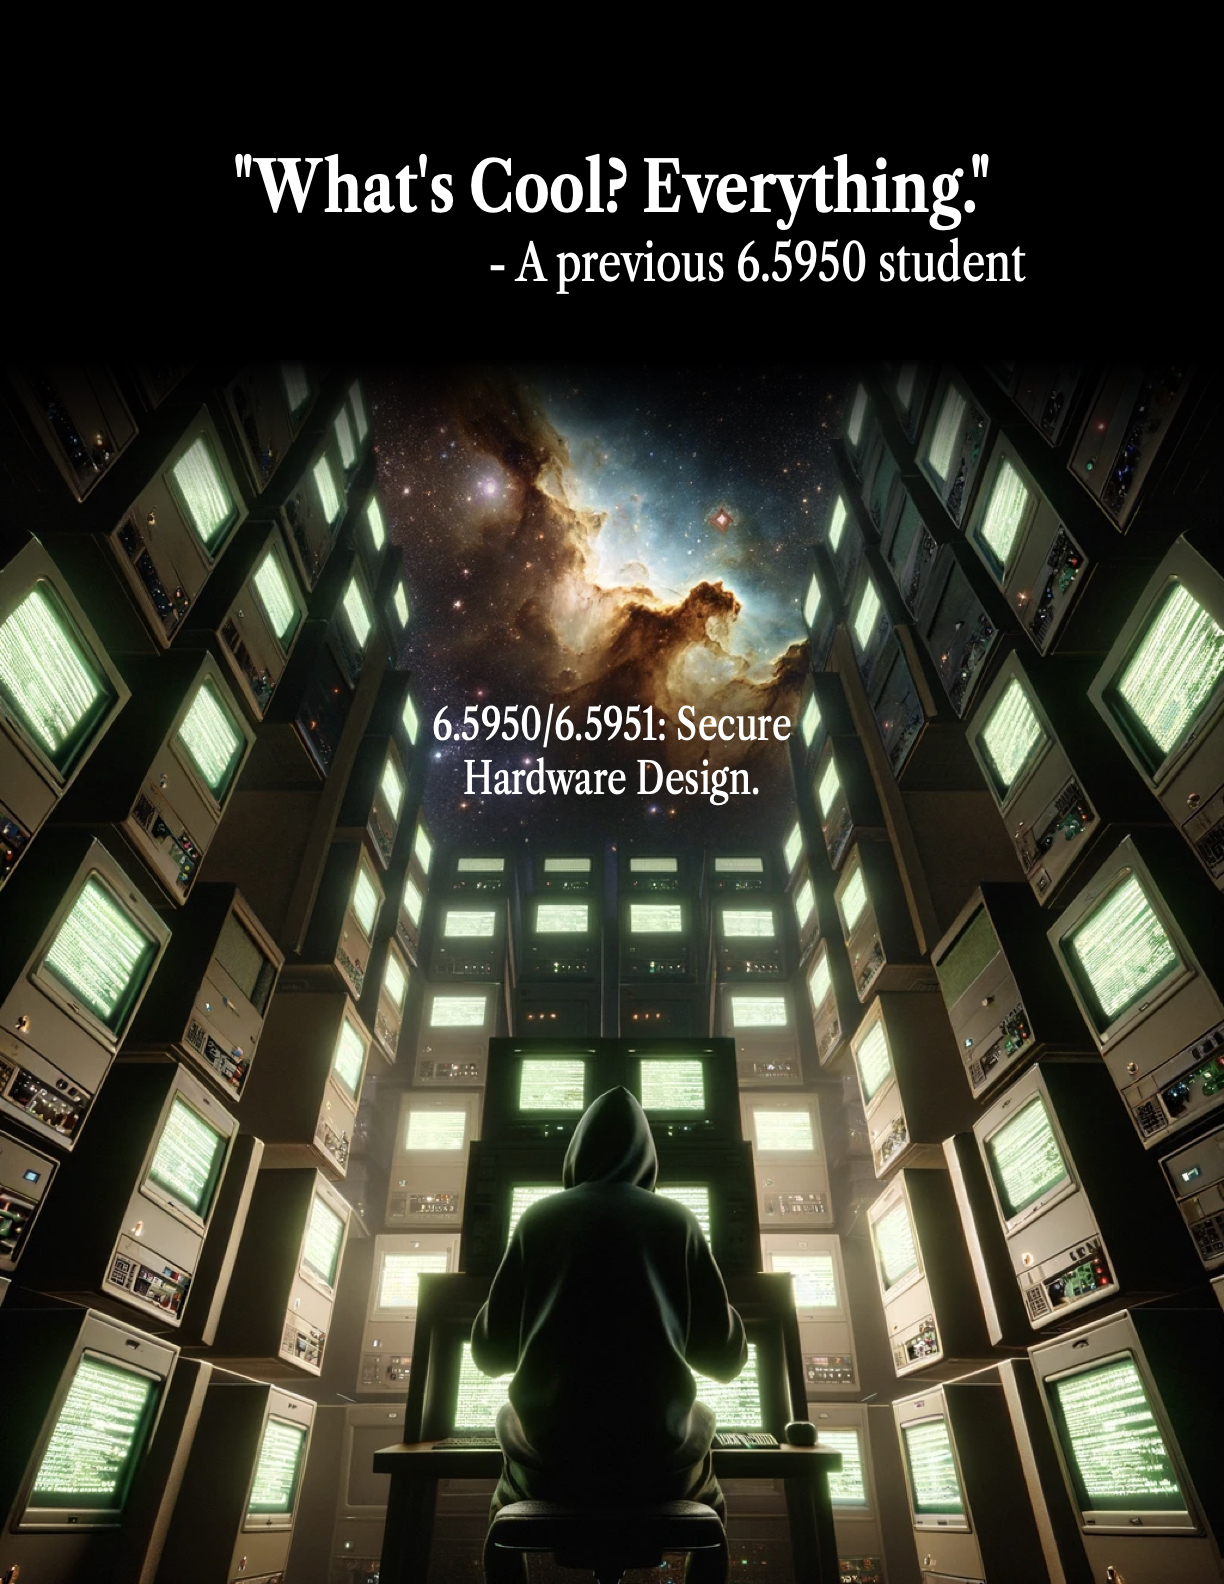 "What's Cool? Everything."
- A previous 6.5950 student
6.5950/6.5951: Secure
Hardware Design.